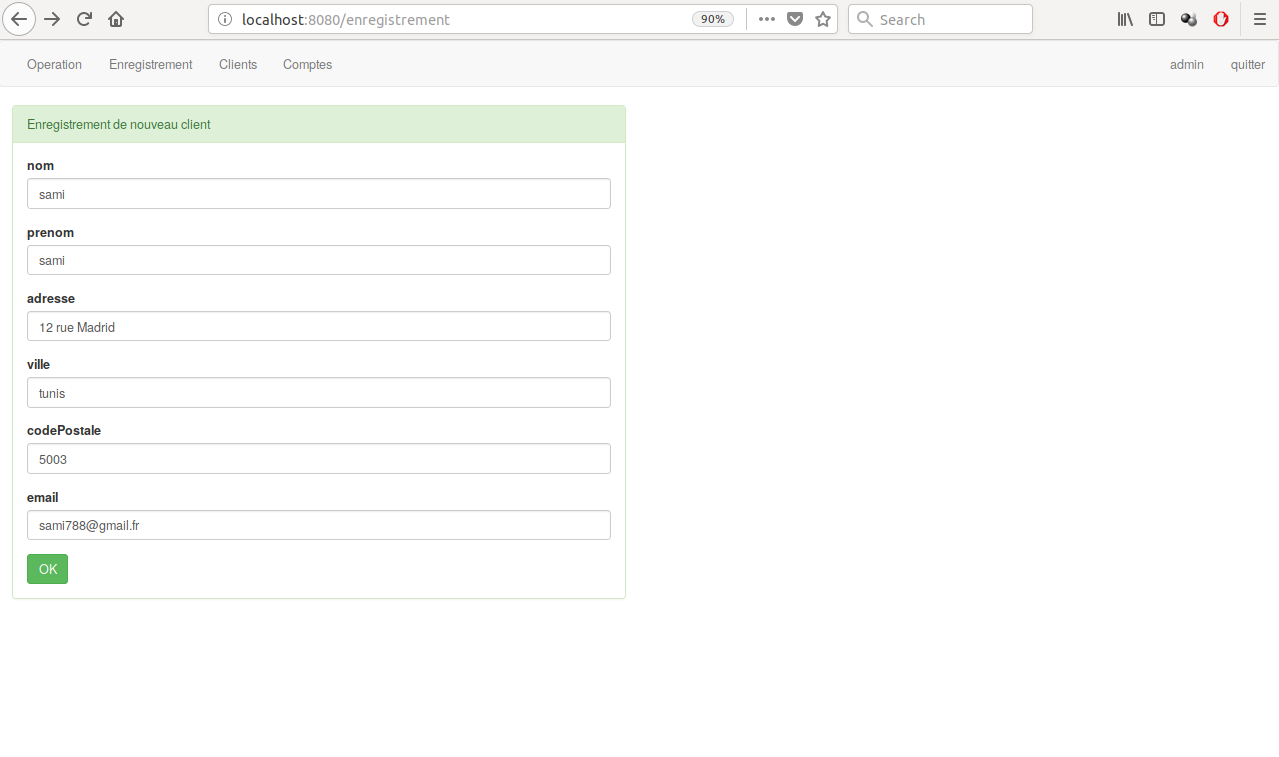 localhost:8080/enregistrement 90% Search
Operation Enregistrement Clients Comptes admin quitter
Enregistrement de nouveau client
nom
sami
prenom
sami
adresse
12 rue Madrid
ville
tunis
codePostale
5003
email
sami788@gmail.fr
OK